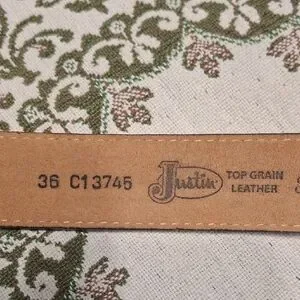 36 C13745
Justin
TOP GRAIN
LEATHER